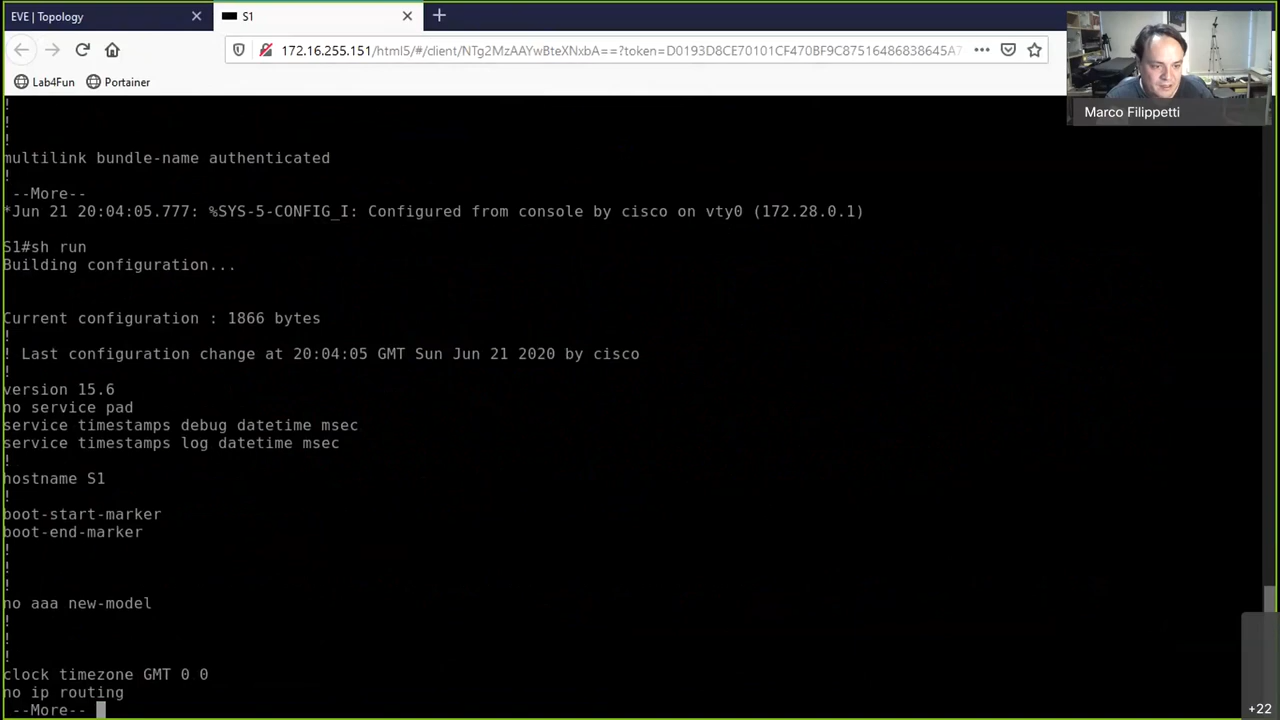 EVE | Topology
S1
172.16.255.151/html5/#/client/NTg2MzAAYwBteXNxbA==?token=D0193D8CE70101CF470BF9C87516486838645A7
Lab4Fun
Portainer
Marco Filippetti
!
!
!
multilink bundle-name authenticated
!
--More--
*Jun 21 20:04:05.777: %SYS-5-CONFIG_I: Configured from console by cisco on vty0 (172.28.0.1)
S1#sh run
Building configuration...
Current configuration : 1866 bytes
!
! Last configuration change at 20:04:05 GMT Sun Jun 21 2020 by cisco
!
version 15.6
no service pad
service timestamps debug datetime msec
service timestamps log datetime msec
!
hostname S1
!
boot-start-marker
boot-end-marker
!
!
!
no aaa new-model
!
!
!
clock timezone GMT 0 0
no ip routing
--More--
+22